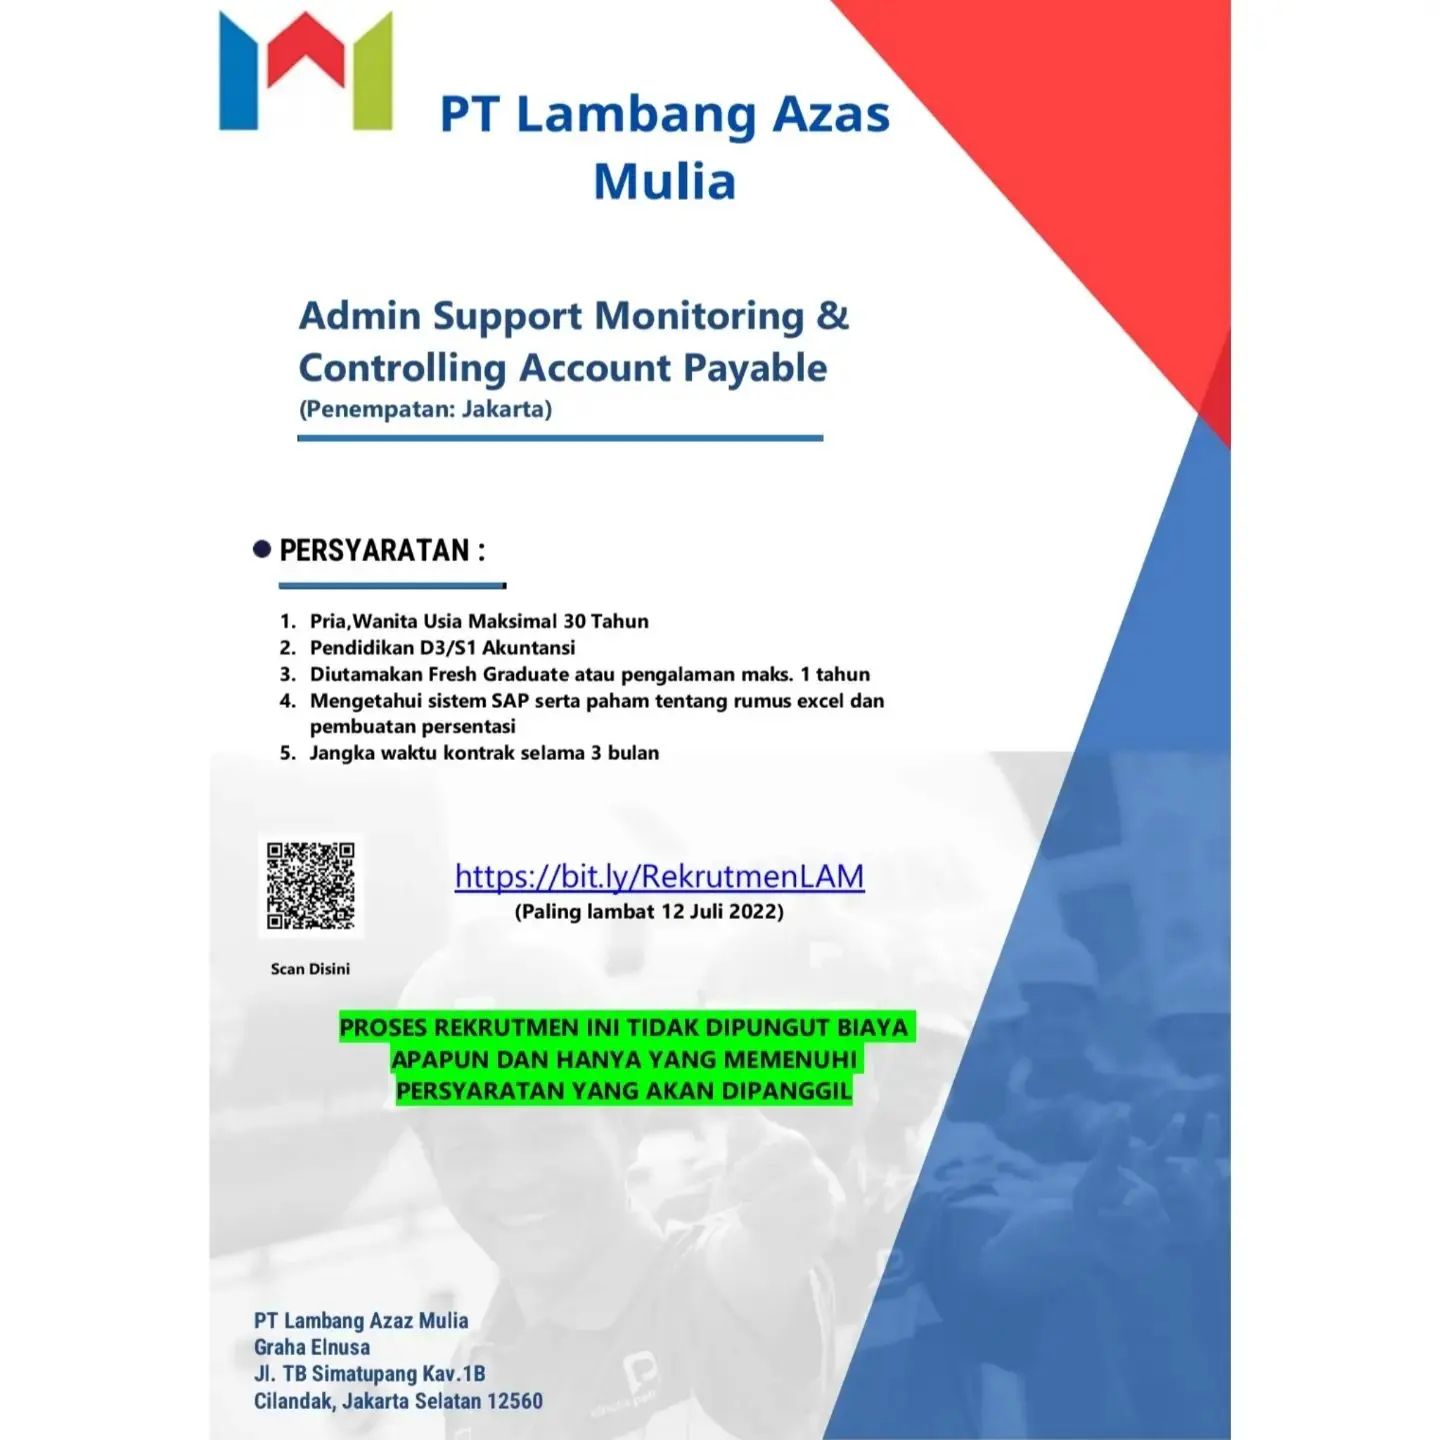 PT Lambang Azas
Mulia
Admin Support Monitoring &
Controlling Account Payable
(Penempatan: Jakarta)
PERSYARATAN :
1. Pria,Wanita Usia Maksimal 30 Tahun
2. Pendidikan D3/S1 Akuntansi
3. Diutamakan Fresh Graduate atau pengalaman maks. 1 tahun
4. Mengetahui sistem SAP serta paham tentang rumus excel dan
pembuatan persentasi
5. Jangka waktu kontrak selama 3 bulan
https://bit.ly/RekrutmenLAM
(Paling lambat 12 Juli 2022)
Scan Disini
PROSES REKRUTMEN INI TIDAK DIPUNGUT BIAYA
APAPUN DAN HANYA YANG MEMENUHI
PERSYARATAN YANG AKAN DIPANGGIL
PT Lambang Azaz Mulia
Graha Elnusa
Jl. TB Simatupang Kav.1B
Cilandak, Jakarta Selatan 12560